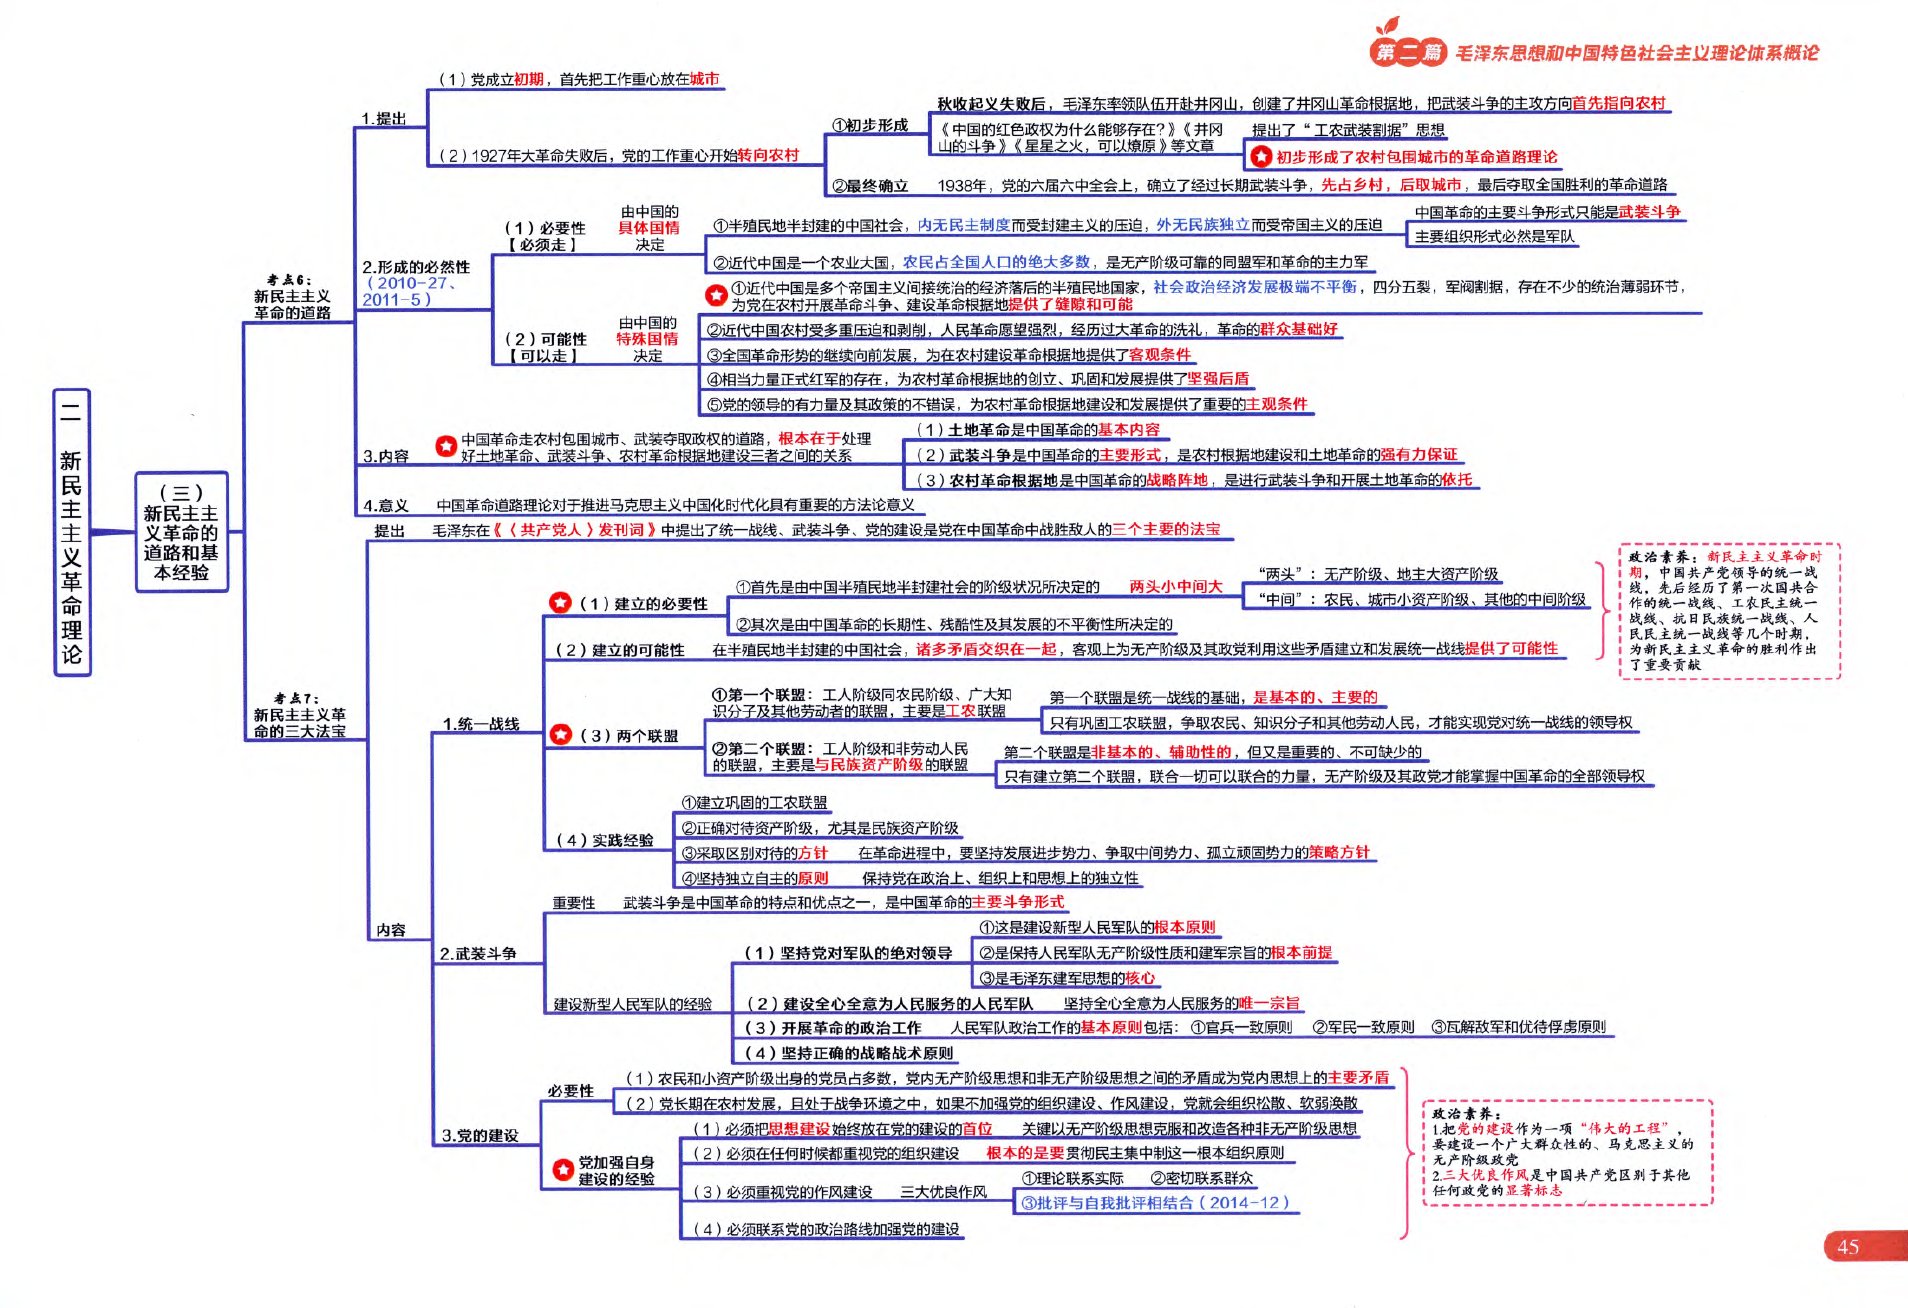 第二篇 毛泽东思想和中国特色社会主义理论体系概论
二 新民主主义革命理论
（三）
新民主主
义革命的
道路和基
本经验
考点6：
新民主主义
革命的道路
1.提出
（1）党成立初期，首先把工作重心放在城市
（2）1927年大革命失败后，党的工作重心开始转向农村
①初步形成
秋收起义失败后，毛泽东率领队伍开赴井冈山，创建了井冈山革命根据地，把武装斗争的主攻方向首先指向农村
《中国的红色政权为什么能够存在？》《井冈
山的斗争》《星星之火，可以燎原》等文章
提出了“工农武装割据”思想
初步形成了农村包围城市的革命道路理论
②最终确立 1938年，党的六届六中全会上，确立了经过长期武装斗争，先占乡村，后取城市，最后夺取全国胜利的革命道路
2.形成的必然性
（2010-27、
2011-5）
（1）必要性
【必须走】
由中国的
具体国情
决定
①半殖民地半封建的中国社会，内无民主制度而受封建主义的压迫，外无民族独立而受帝国主义的压迫
中国革命的主要斗争形式只能是武装斗争
主要组织形式必然是军队
②近代中国是一个农业大国，农民占全国人口的绝大多数，是无产阶级可靠的同盟军和革命的主力军
（2）可能性
【可以走】
由中国的
特殊国情
决定
①近代中国是多个帝国主义间接统治的经济落后的半殖民地国家，社会政治经济发展极端不平衡，四分五裂，军阀割据，存在不少的统治薄弱环节，
为党在农村开展革命斗争、建设革命根据地提供了缝隙和可能
②近代中国农村受多重压迫和剥削，人民革命愿望强烈，经历过大革命的洗礼，革命的群众基础好
③全国革命形势的继续向前发展，为在农村建设革命根据地提供了客观条件
④相当力量正式红军的存在，为农村革命根据地的创立、巩固和发展提供了坚强后盾
⑤党的领导的有力量及其政策的不错误，为农村革命根据地建设和发展提供了重要的主观条件
3.内容
中国革命走农村包围城市、武装夺取政权的道路，根本在于处理
好土地革命、武装斗争、农村革命根据地建设三者之间的关系
（1）土地革命是中国革命的基本内容
（2）武装斗争是中国革命的主要形式，是农村根据地建设和土地革命的强有力保证
（3）农村革命根据地是中国革命的战略阵地，是进行武装斗争和开展土地革命的依托
4.意义 中国革命道路理论对于推进马克思主义中国化时代化具有重要的方法论意义
考点7：
新民主主义革
命的三大法宝
提出 毛泽东在《〈共产党人〉发刊词》中提出了统一战线、武装斗争、党的建设是党在中国革命中战胜敌人的三个主要的法宝
内容
1.统一战线
（1）建立的必要性
①首先是由中国半殖民地半封建社会的阶级状况所决定的 两头小中间大
“两头”：无产阶级、地主大资产阶级
“中间”：农民、城市小资产阶级、其他的中间阶级
②其次是由中国革命的长期性、残酷性及其发展的不平衡性所决定的
（2）建立的可能性 在半殖民地半封建的中国社会，诸多矛盾交织在一起，客观上为无产阶级及其政党利用这些矛盾建立和发展统一战线提供了可能性
政治素养：新民主主义革命时
期，中国共产党领导的统一战
线，先后经历了第一次国共合
作的统一战线、工农民主统一
战线、抗日民族统一战线、人
民民主统一战线等几个时期，
为新民主主义革命的胜利作出
了重要贡献
（3）两个联盟
①第一个联盟：工人阶级同农民阶级、广大知
识分子及其他劳动者的联盟，主要是工农联盟
第一个联盟是统一战线的基础，是基本的、主要的
只有巩固工农联盟，争取农民、知识分子和其他劳动人民，才能实现党对统一战线的领导权
②第二个联盟：工人阶级和非劳动人民
的联盟，主要是与民族资产阶级的联盟
第二个联盟是非基本的、辅助性的，但又是重要的、不可缺少的
只有建立第二个联盟，联合一切可以联合的力量，无产阶级及其政党才能掌握中国革命的全部领导权
（4）实践经验
①建立巩固的工农联盟
②正确对待资产阶级，尤其是民族资产阶级
③采取区别对待的方针 在革命进程中，要坚持发展进步势力、争取中间势力、孤立顽固势力的策略方针
④坚持独立自主的原则 保持党在政治上、组织上和思想上的独立性
2.武装斗争
重要性 武装斗争是中国革命的特点和优点之一，是中国革命的主要斗争形式
建设新型人民军队的经验
（1）坚持党对军队的绝对领导
①这是建设新型人民军队的根本原则
②是保持人民军队无产阶级性质和建军宗旨的根本前提
③是毛泽东建军思想的核心
（2）建设全心全意为人民服务的人民军队 坚持全心全意为人民服务的唯一宗旨
（3）开展革命的政治工作 人民军队政治工作的基本原则包括：①官兵一致原则 ②军民一致原则 ③瓦解敌军和优待俘虏原则
（4）坚持正确的战略战术原则
3.党的建设
必要性
（1）农民和小资产阶级出身的党员占多数，党内无产阶级思想和非无产阶级思想之间的矛盾成为党内思想上的主要矛盾
（2）党长期在农村发展，且处于战争环境之中，如果不加强党的组织建设、作风建设，党就会组织松散、软弱涣散
党加强自身
建设的经验
（1）必须把思想建设始终放在党的建设的首位 关键以无产阶级思想克服和改造各种非无产阶级思想
（2）必须在任何时候都重视党的组织建设 根本的是要贯彻民主集中制这一根本组织原则
（3）必须重视党的作风建设 三大优良作风
①理论联系实际 ②密切联系群众
③批评与自我批评相结合（2014-12）
（4）必须联系党的政治路线加强党的建设
政治素养：
1.把党的建设作为一项“伟大的工程”，
要建设一个广大群众性的、马克思主义的
无产阶级政党
2.三大优良作风是中国共产党区别于其他
任何政党的显著标志
45